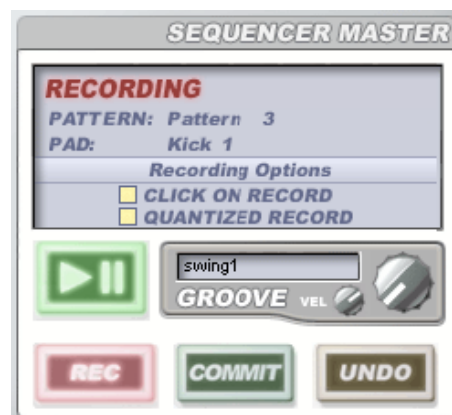 SEQUENCER MASTER
RECORDING
PATTERN: Pattern 3
PAD: Kick 1
Recording Options
CLICK ON RECORD
QUANTIZED RECORD
swing1
GROOVE VEL
REC COMMIT UNDO